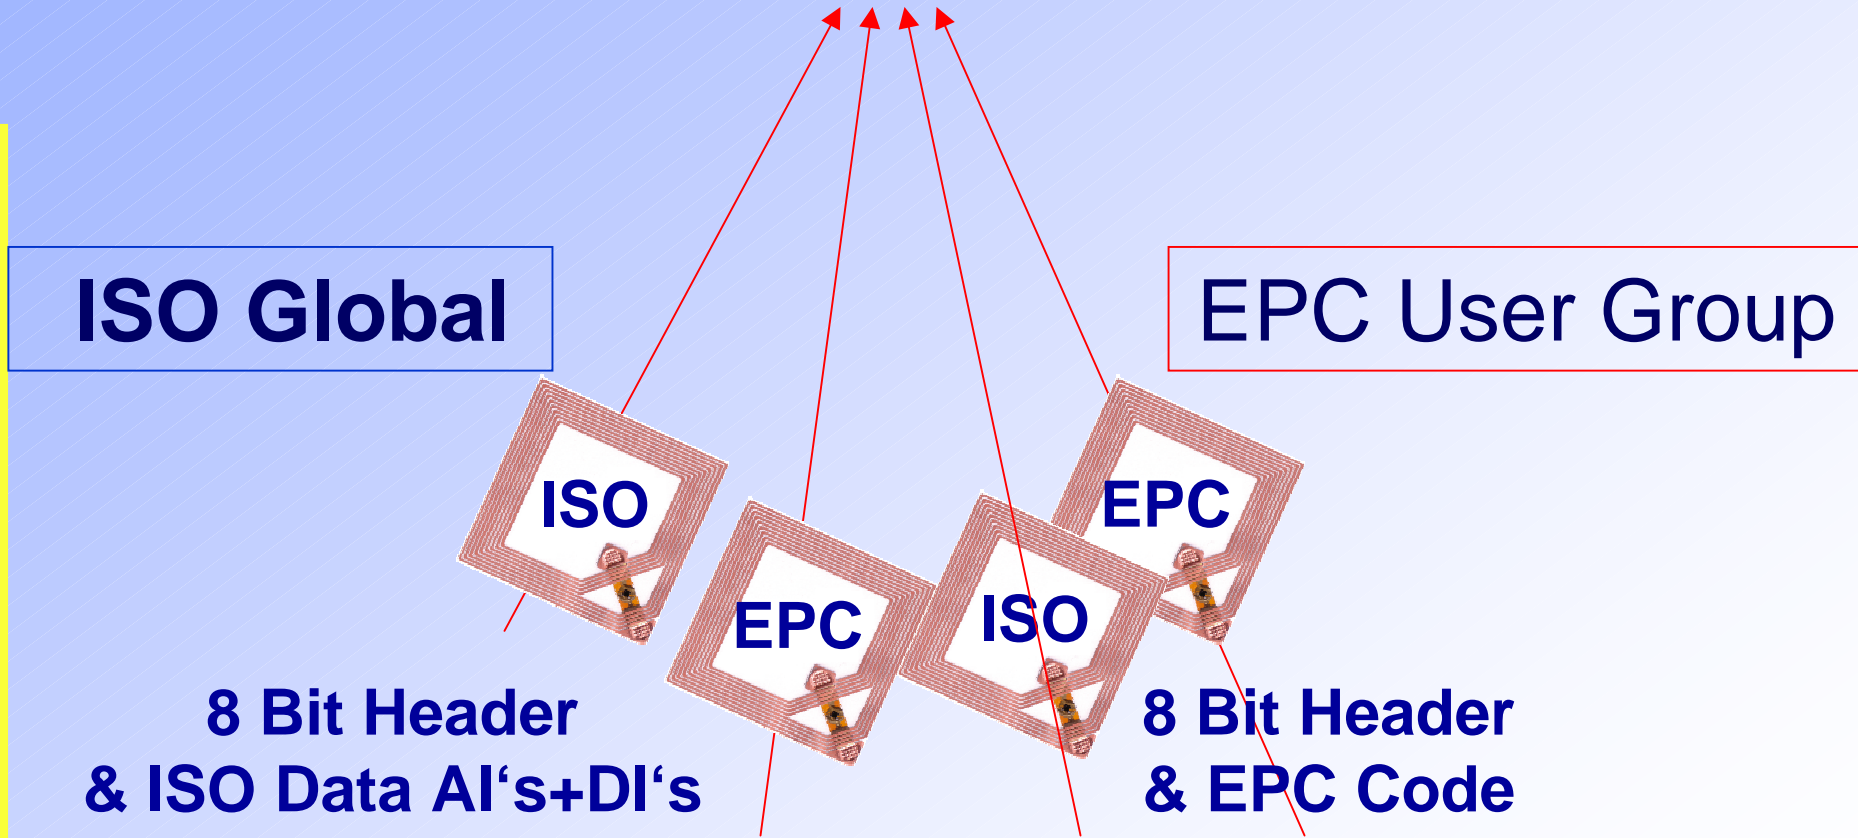 ISO Global
EPC User Group
ISO
EPC
EPC
ISO
8 Bit Header
& ISO Data AI‘s+DI‘s
8 Bit Header
& EPC Code